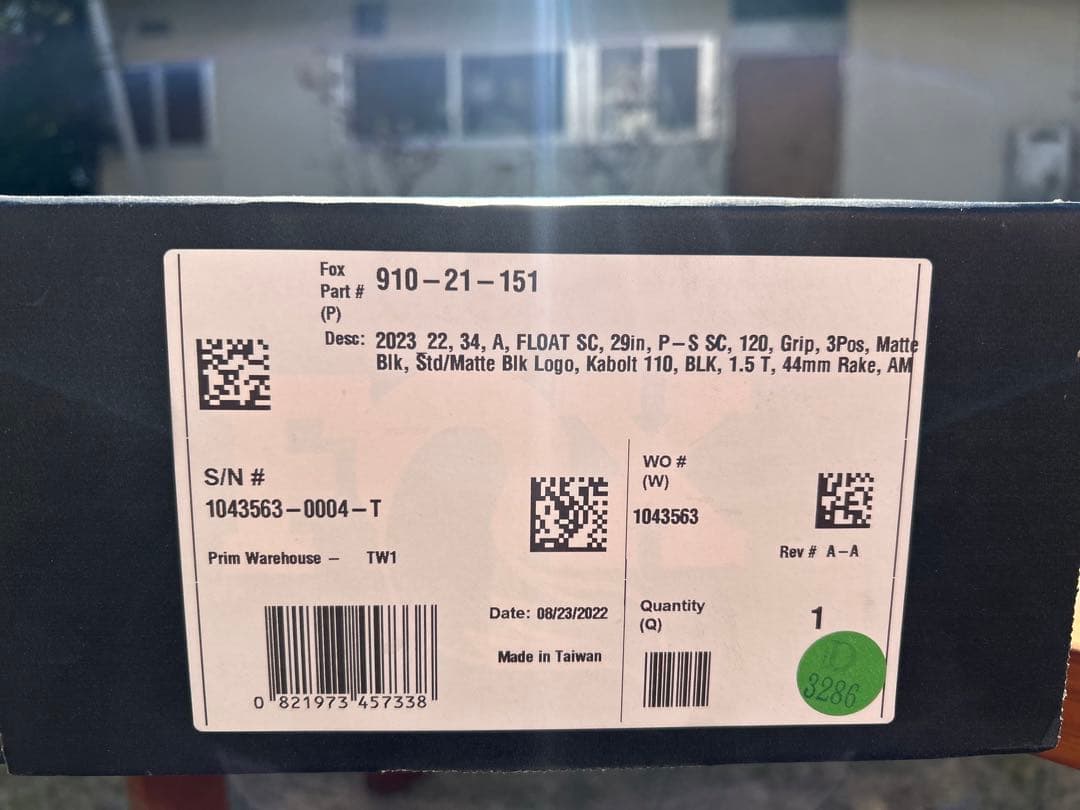 Fox
Part #
(P)
910-21-151
Desc: 2023 22, 34, A, FLOAT SC, 29in, P-S SC, 120, Grip, 3Pos, Matte
Blk, Std/Matte Blk Logo, Kabolt 110, BLK, 1.5 T, 44mm Rake, AM
S/N #
1043563-0004-T
WO #
(W)
1043563
Rev # A-A
Prim Warehouse - TW1
Date: 08/23/2022
Made in Taiwan
Quantity
(Q)
1
0 821973 457338
D
3286